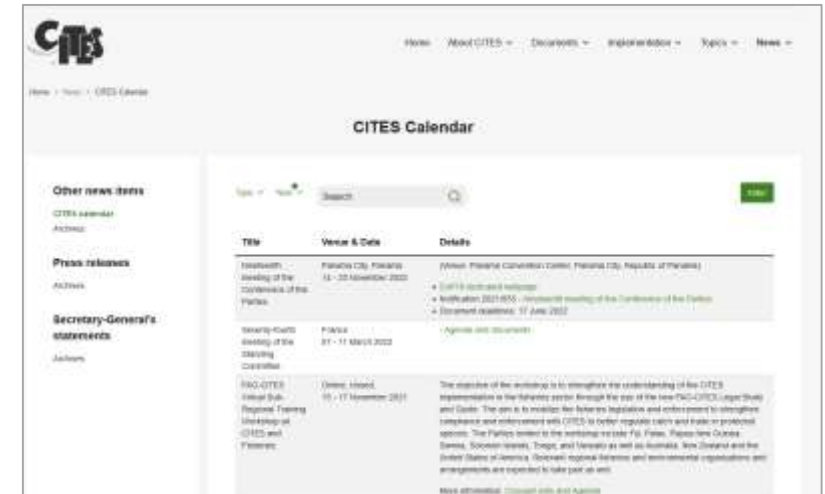 CITES
Home About CITES Documents Implementation Topics News
Home News CITES Calendar
CITES Calendar
Other news items
CITES calendar
Archives
Press releases
Archives
Secretary-General's
statements
Archives
Type Year
Search
Filter
Title Venue & Date Details
Nineteenth
meeting of the
Conference of the
Parties
Panama City, Panama
14 - 25 November 2022
(Venue: Panama Convention Center, Panama City, Republic of Panama)
CoP19 dedicated webpage
Notification 2021/ - Nineteenth meeting of the Conference of the Parties
Document deadlines: 17 June 2022
Seventy-fourth
meeting of the
Standing
Committee
France
07 - 11 March 2022
- Agenda and documents
FAO-CITES
Virtual Sub-
Regional Training
Workshop on
CITES and
Fisheries
Online, closed
15 - 17 November 2021
The objective of the workshop is to strengthen the understanding of the CITES
implementation in the fisheries sector through the use of the new FAO-CITES Legal Study
and Guide. The aim is to mobilize the fisheries legislation and enforcement to strengthen
compliance and enforcement with CITES to better regulate catch and trade in protected
species. The Parties invited to the workshop include Fiji, Palau, Papua New Guinea,
Samoa, Solomon Islands, Tonga, and Vanuatu as well as Australia, New Zealand and the
United States of America. Relevant regional fisheries and environmental organisations and
arrangements are expected to take part as well.
More information: Concept note and Agenda